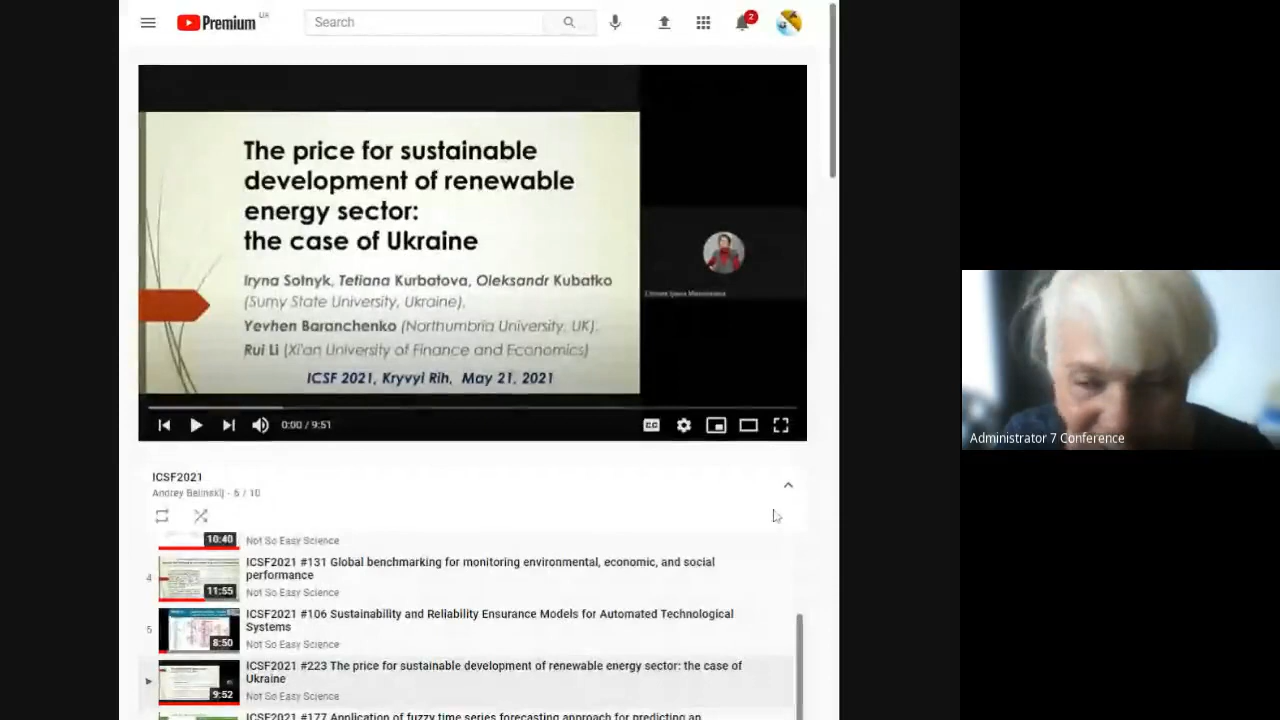 Premium
Search
2
The price for sustainable
development of renewable
energy sector:
the case of Ukraine
Iryna Sotnyk, Tetiana Kurbatova, Oleksandr Kubatko
(Sumy State University, Ukraine),
Yevhen Baranchenko (Northumbria University, UK),
Rui Li (Xi'an University of Finance and Economics)
ICSF 2021, Kryvyi Rih, May 21, 2021
0:00 / 9:51
CC
Administrator 7 Conference
ICSF2021
Andrey Balinskij - 6 / 10
10:40
Not So Easy Science
4
11:55
ICSF2021 #131 Global benchmarking for monitoring environmental, economic, and social
performance
Not So Easy Science
5
8:50
ICSF2021 #106 Sustainability and Reliability Ensurance Models for Automated Technological
Systems
Not So Easy Science
9:52
ICSF2021 #223 The price for sustainable development of renewable energy sector: the case of
Ukraine
Not So Easy Science
ICSF2021 #177 Application of fuzzy time series forecasting approach for predicting an